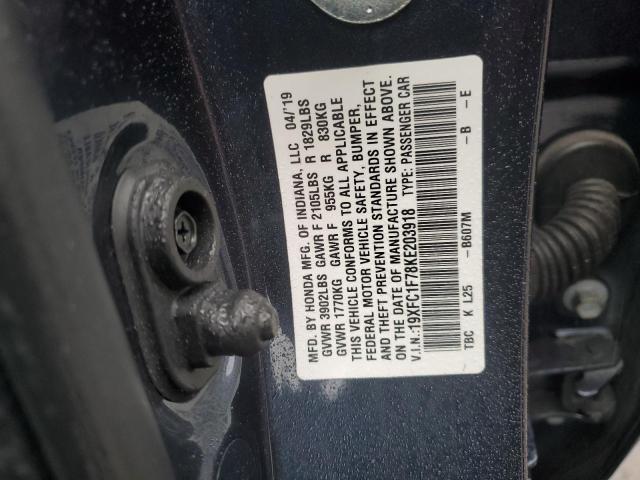 MFD. BY HONDA MFG. OF INDIANA, LLC 04/'19
GVWR 3902LBS GAWR F 2105LBS R 1829LBS
GVWR 1770KG GAWR F 955KG R 830KG
THIS VEHICLE CONFORMS TO ALL APPLICABLE
FEDERAL MOTOR VEHICLE SAFETY, BUMPER,
AND THEFT PREVENTION STANDARDS IN EFFECT
ON THE DATE OF MANUFACTURE SHOWN ABOVE.
V.I.N.:19XFC1F78KE203918 TYPE: PASSENGER CAR
TBC K L25 -B607M -B -E